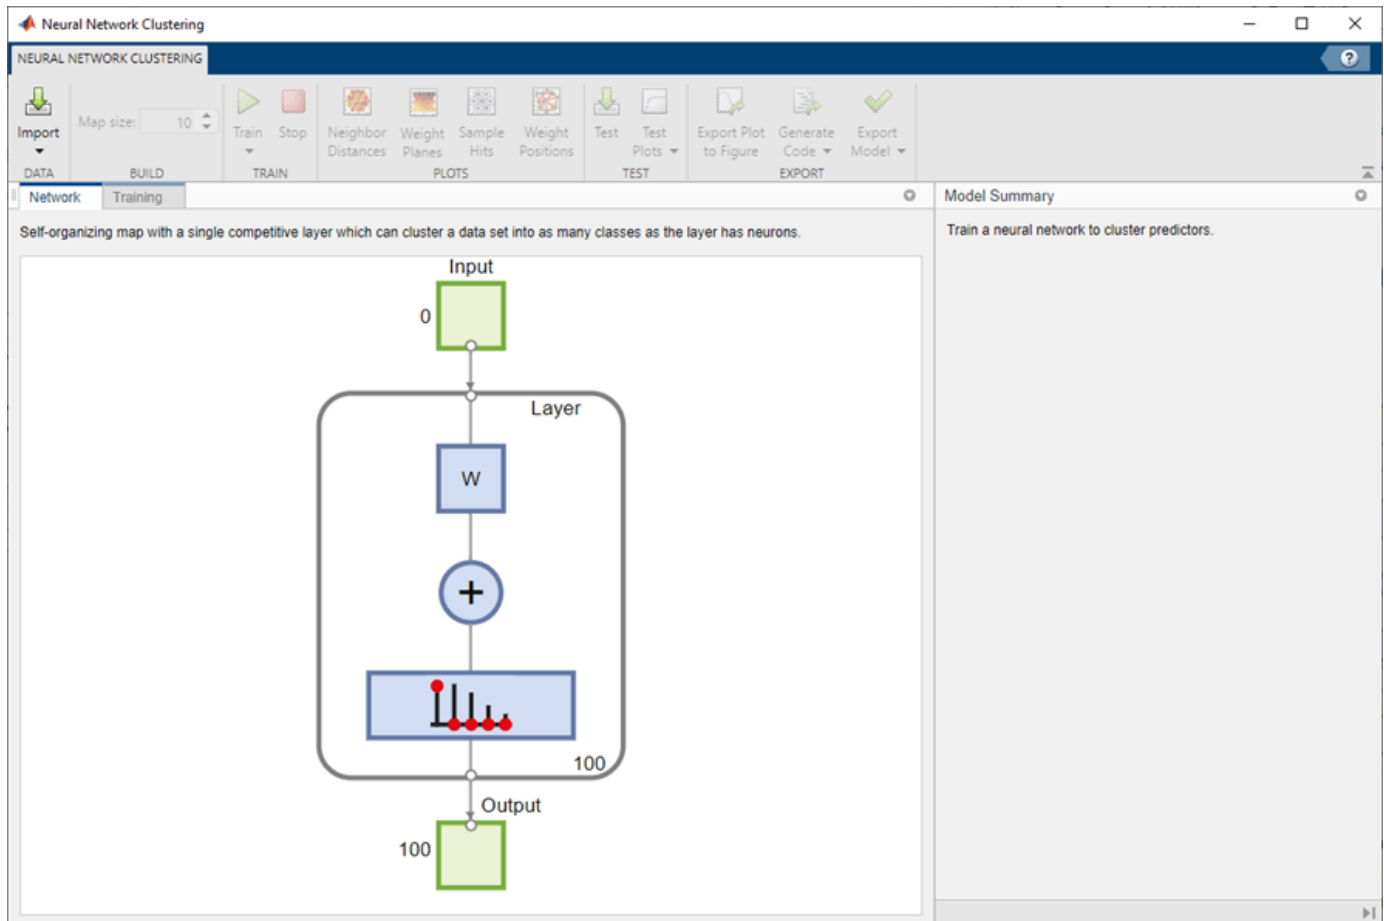 Neural Network Clustering
NEURAL NETWORK CLUSTERING
?
Import
Map size: 10
Train
Stop
Neighbor
Distances
Weight
Planes
Sample
Hits
Weight
Positions
Test
Test
Plots
Export Plot
to Figure
Generate
Code
Export
Model
DATA
BUILD
TRAIN
PLOTS
TEST
EXPORT
Network
Training
Model Summary
Self-organizing map with a single competitive layer which can cluster a data set into as many classes as the layer has neurons.
Train a neural network to cluster predictors.
Input
0
Layer
W
+
100
Output
100